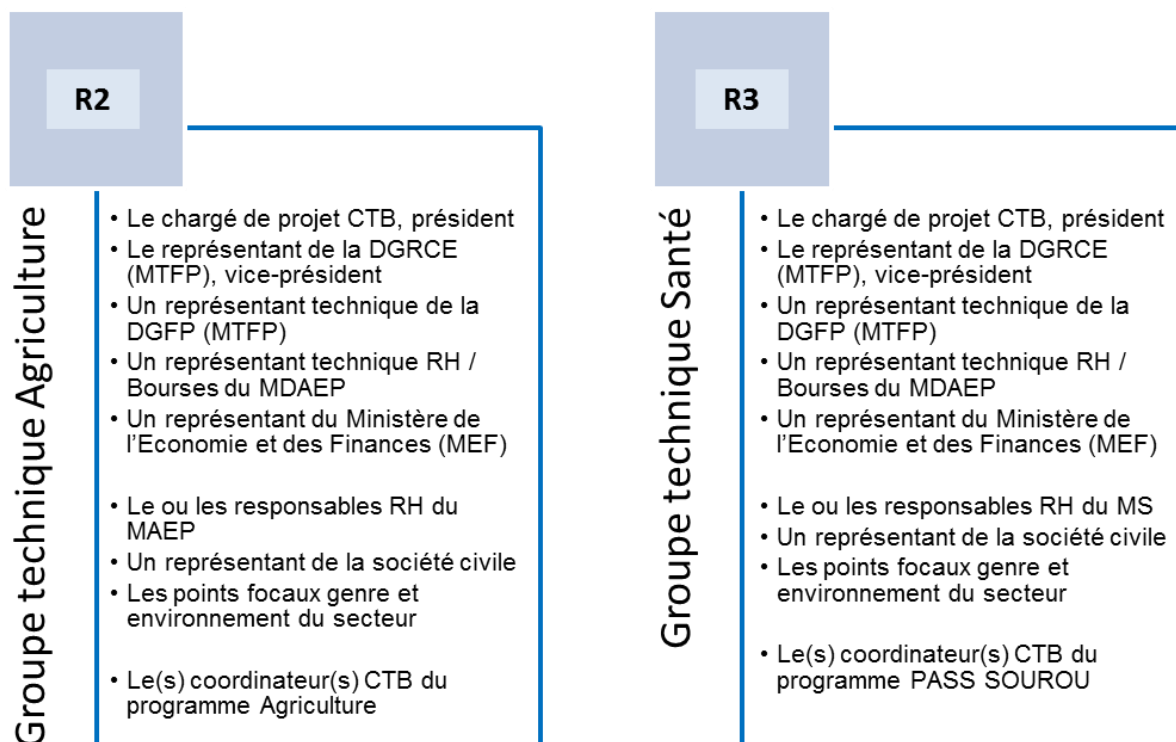 R2
Groupe technique Agriculture
• Le chargé de projet CTB, président
• Le représentant de la DGRCE
(MTFP), vice-président
• Un représentant technique de la
DGFP (MTFP)
• Un représentant technique RH /
Bourses du MDAEP
• Un représentant du Ministère de
l’Economie et des Finances (MEF)
• Le ou les responsables RH du
MAEP
• Un représentant de la société civile
• Les points focaux genre et
environnement du secteur
• Le(s) coordinateur(s) CTB du
programme Agriculture
R3
Groupe technique Santé
• Le chargé de projet CTB, président
• Le représentant de la DGRCE
(MTFP), vice-président
• Un représentant technique de la
DGFP (MTFP)
• Un représentant technique RH /
Bourses du MDAEP
• Un représentant du Ministère de
l’Economie et des Finances (MEF)
• Le ou les responsables RH du MS
• Un représentant de la société civile
• Les points focaux genre et
environnement du secteur
• Le(s) coordinateur(s) CTB du
programme PASS SOUROU